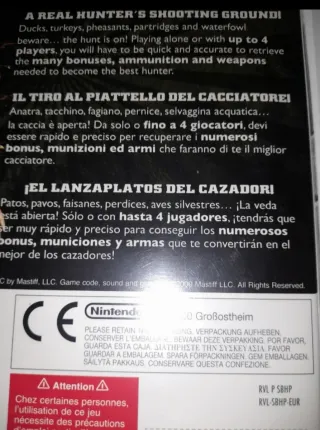 A REAL HUNTER'S SHOOTING GROUND!
Ducks, turkeys, pheasants, partridges and waterfowl
beware... the hunt is on! Playing alone or with up to 4
players, you will have to be quick and accurate to retrieve
the many bonuses, ammunition and weapons
needed to become the best hunter.
IL TIRO AL PIATTELLO DEL CACCIATORE!
Anatra, tacchino, fagiano, pernice, selvaggina acquatica...
la caccia è aperta! Da solo o fino a 4 giocatori, devi
essere rapido e preciso per recuperare i numerosi
bonus, munizioni ed armi che faranno di te il miglior
cacciatore.
¡EL LANZAPLATOS DEL CAZADOR!
Patos, pavos, faisanes, perdices, aves silvestres... ¡La veda
está abierta! Sólo o con hasta 4 jugadores, ¡tendrás que
ser muy rápido y preciso para conseguir los numerosos
bonus, municiones y armas que te convertirán en el
mejor de los cazadores!
by Mastiff, LLC. Game code, sound and Mastiff, LLC. All Rights Reserved.
CE Nintendo Großostheim
PLEASE RETAIN VERPACKUNG AUFHEBEN.
CONSERVER L'EMBALLAGE. BEWAAR DEZE VERPAKKING. POR FAVOR,
GUARDA ESTA CAJA. ΔΙΑΤΗΡΗΣΤΕ ΤΗΝ ΣΥΣΚΕΥΑΣΙΑ. FAVOR
GUARDAR A EMBALAGEM. SPARA FÖRPACKNINGEN. GEM EMBALLAGEN
SÄILYTÄ PAKKAUS. CONSERVARE QUESTA CONFEZIONE.
⚠ Attention ⚠
Chez certaines personnes,
l'utilisation de ce jeu
nécessite des précautions
RVL P SBHP
RVL-SBHP-EUR